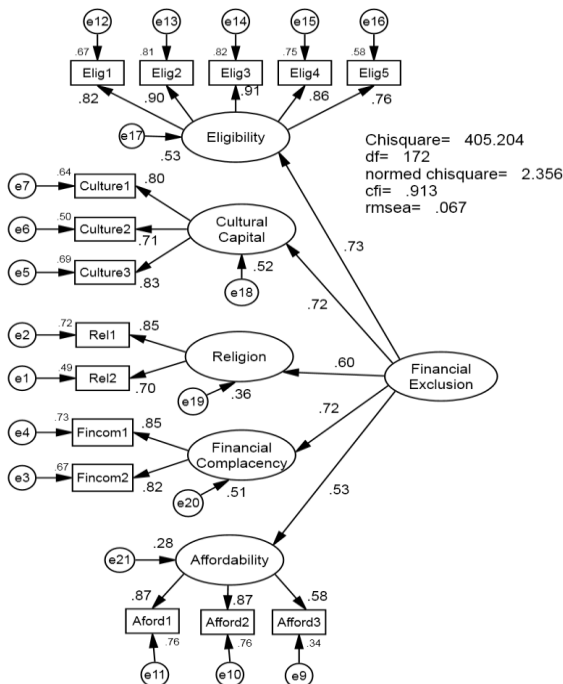 e12 e13 e14 e15 e16
.67 .81 .82 .75 .58
Elig1 Elig2 Elig3 Elig4 Elig5
.82 .90 .91 .86 .76
e17
Eligibility
.53
Chisquare= 405.204
df= 172
normed chisquare= 2.356
cfi= .913
rmsea= .067
e7 .64 Culture1 .80
e6 .50 Culture2 .71
e5 .69 Culture3 .83
Cultural
Capital
.52
e18
.73
.72
e2 .72 Rel1 .85
e1 .49 Rel2 .70
Religion
.60
e19 .36
Financial
Exclusion
.72
e4 .73 Fincom1 .85
e3 .67 Fincom2 .82
Financial
Complacency
e20 .51
.53
e21 .28
Affordability
.87 .87 .58
Afford1 Afford2 Afford3
.76 .76 .34
e11 e10 e9